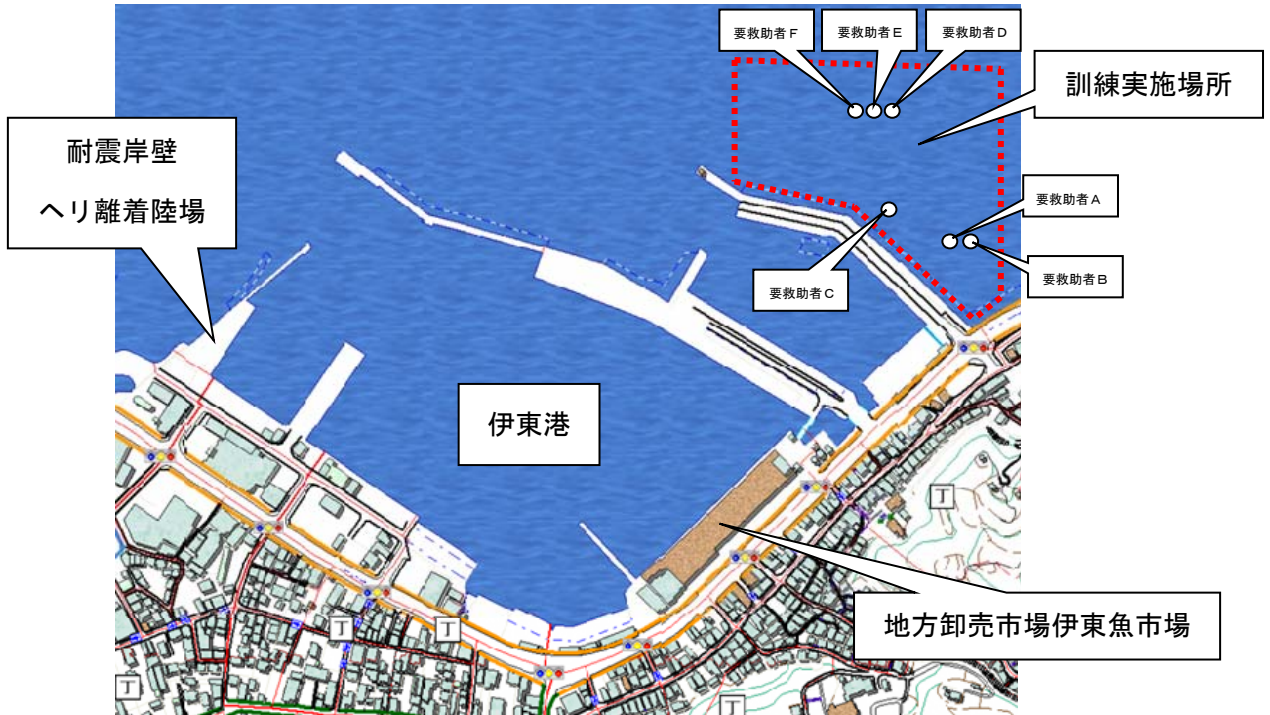 要救助者Ｆ
要救助者Ｅ
要救助者Ｄ
訓練実施場所
耐震岸壁
ヘリ離着陸場
要救助者Ａ
要救助者Ｃ
要救助者Ｂ
伊東港
地方卸売市場伊東魚市場